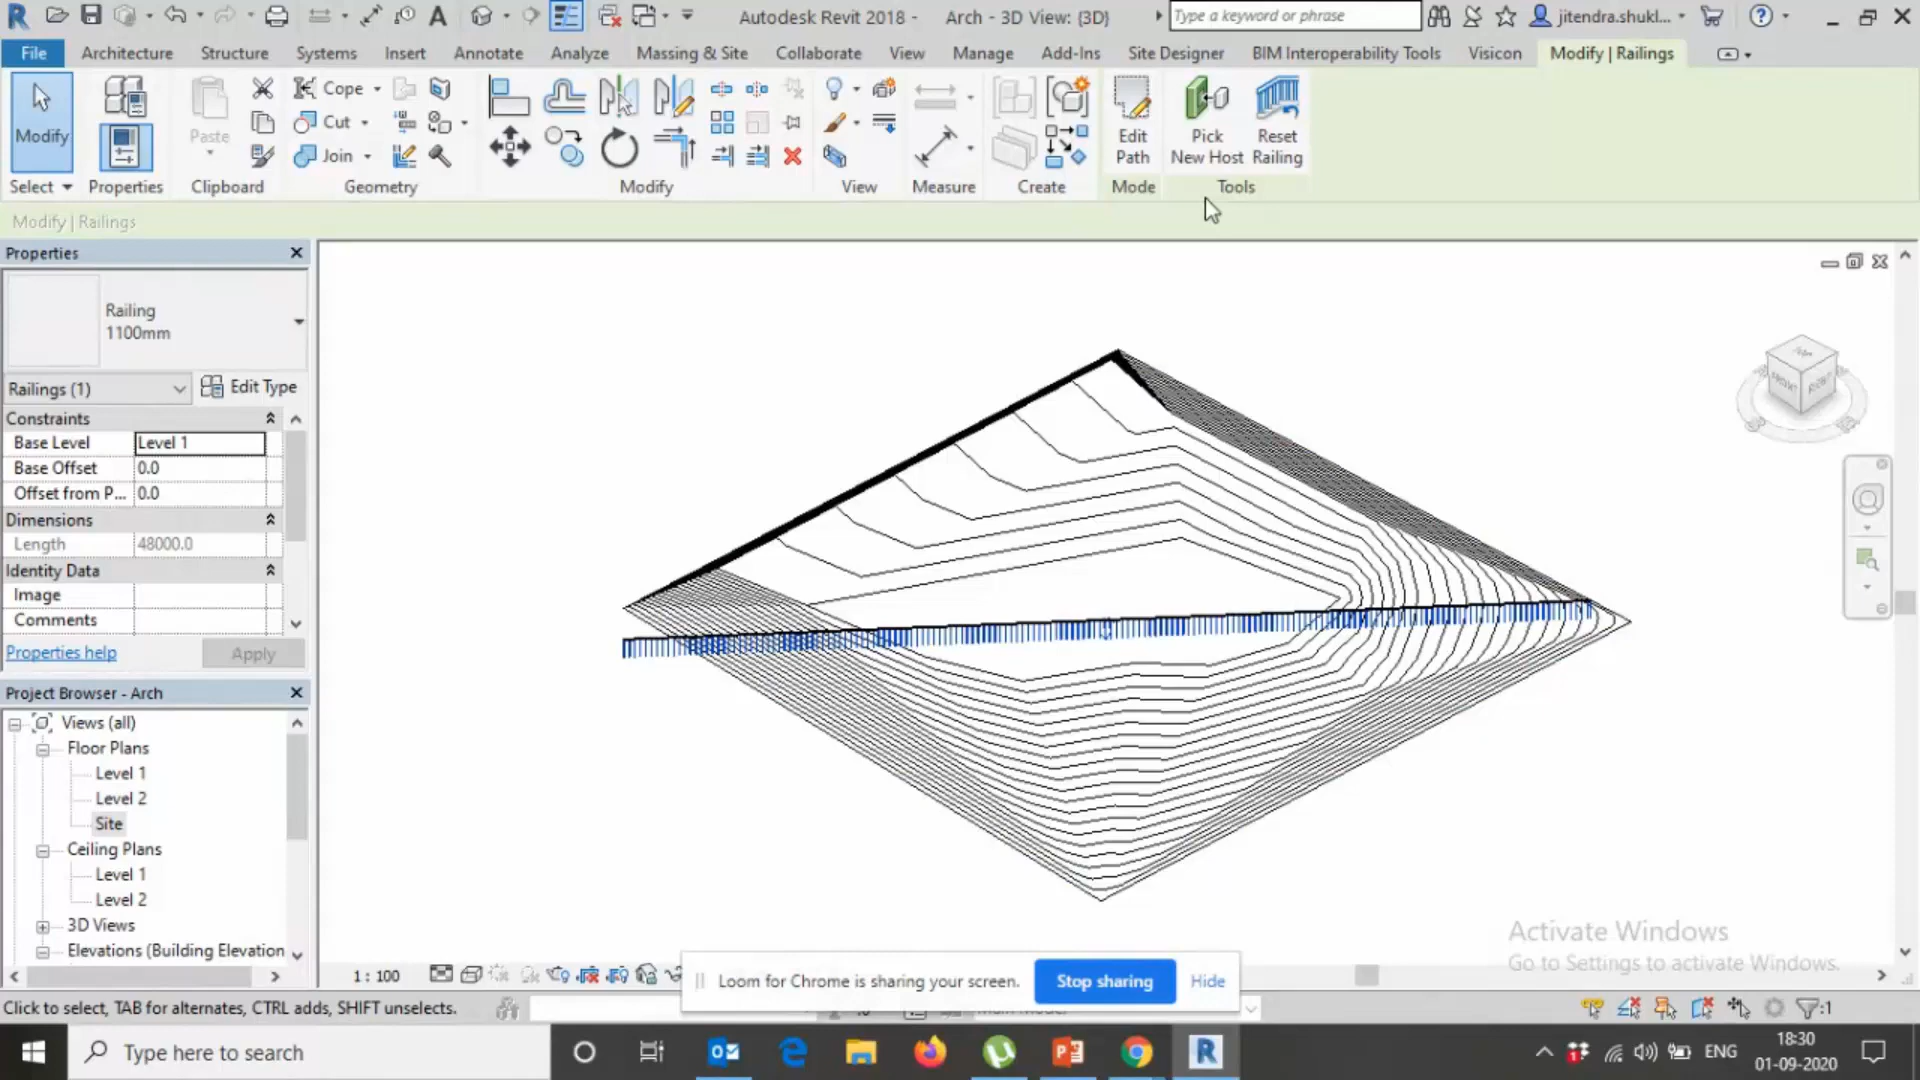 Autodesk Revit 2018 - Arch - 3D View: {3D}
Type a keyword or phrase
jitendra.shukl...
File Architecture Structure Systems Insert Annotate Analyze Massing & Site Collaborate View Manage Add-Ins Site Designer BIM Interoperability Tools Visicon Modify | Railings
Modify
Paste
Cope
Cut
Join
Edit Path
Pick New Host
Reset Railing
Select Properties Clipboard Geometry Modify View Measure Create Mode Tools
Modify | Railings
Properties
Railing
1100mm
Railings (1) Edit Type
Constraints
Base Level Level 1
Base Offset 0.0
Offset from P... 0.0
Dimensions
Length 48000.0
Identity Data
Image
Comments
Properties help Apply
Project Browser - Arch
Views (all)
Floor Plans
Level 1
Level 2
Site
Ceiling Plans
Level 1
Level 2
3D Views
Elevations (Building Elevation
FRONT RIGHT
1 : 100
Activate Windows
Go to Settings to activate Windows.
Loom for Chrome is sharing your screen. Stop sharing Hide
Click to select, TAB for alternates, CTRL adds, SHIFT unselects.
:1
Type here to search
ENG
18:30
01-09-2020